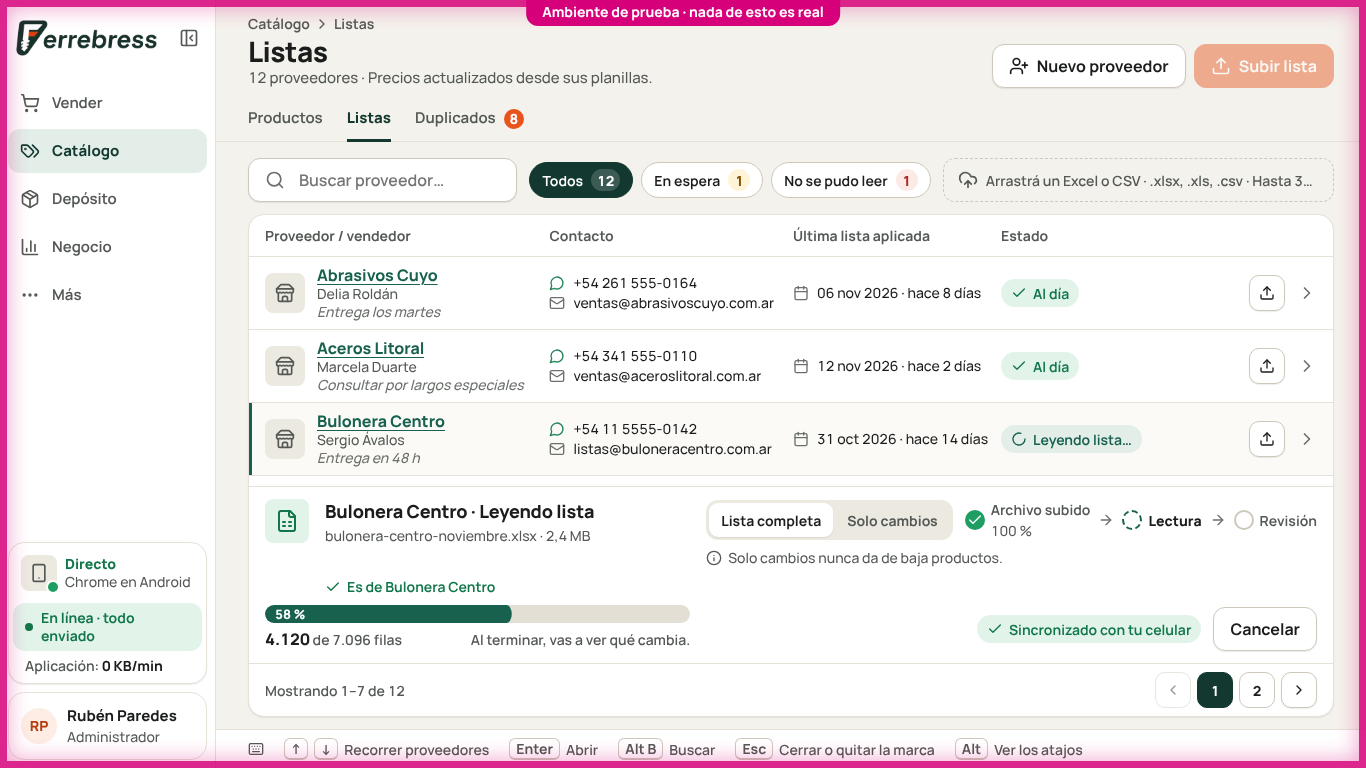 Ambiente de prueba · nada de esto es real
Ferrebress
Vender
Catálogo
Depósito
Negocio
Más
Directo
Chrome en Android
En línea · todo
enviado
Aplicación: 0 KB/min
RP
Rubén Paredes
Administrador
Catálogo > Listas
Listas
12 proveedores · Precios actualizados desde sus planillas.
Nuevo proveedor
Subir lista
Productos
Listas
Duplicados 8
Buscar proveedor…
Todos 12
En espera 1
No se pudo leer 1
Arrastrá un Excel o CSV · .xlsx, .xls, .csv · Hasta 3…
Proveedor / vendedor
Contacto
Última lista aplicada
Estado
Abrasivos Cuyo
Delia Roldán
Entrega los martes
+54 261 555-0164
ventas@abrasivoscuyo.com.ar
06 nov 2026 · hace 8 días
Al día
Aceros Litoral
Marcela Duarte
Consultar por largos especiales
+54 341 555-0110
ventas@aceroslitoral.com.ar
12 nov 2026 · hace 2 días
Al día
Bulonera Centro
Sergio Ávalos
Entrega en 48 h
+54 11 5555-0142
listas@buloneracentro.com.ar
31 oct 2026 · hace 14 días
Leyendo lista…
Bulonera Centro · Leyendo lista
bulonera-centro-noviembre.xlsx · 2,4 MB
Lista completa
Solo cambios
Archivo subido
100 %
Lectura
Revisión
Solo cambios nunca da de baja productos.
Es de Bulonera Centro
58 %
4.120 de 7.096 filas
Al terminar, vas a ver qué cambia.
Sincronizado con tu celular
Cancelar
Mostrando 1–7 de 12
1
2
↑ ↓ Recorrer proveedores
Enter Abrir
Alt B Buscar
Esc Cerrar o quitar la marca
Alt Ver los atajos